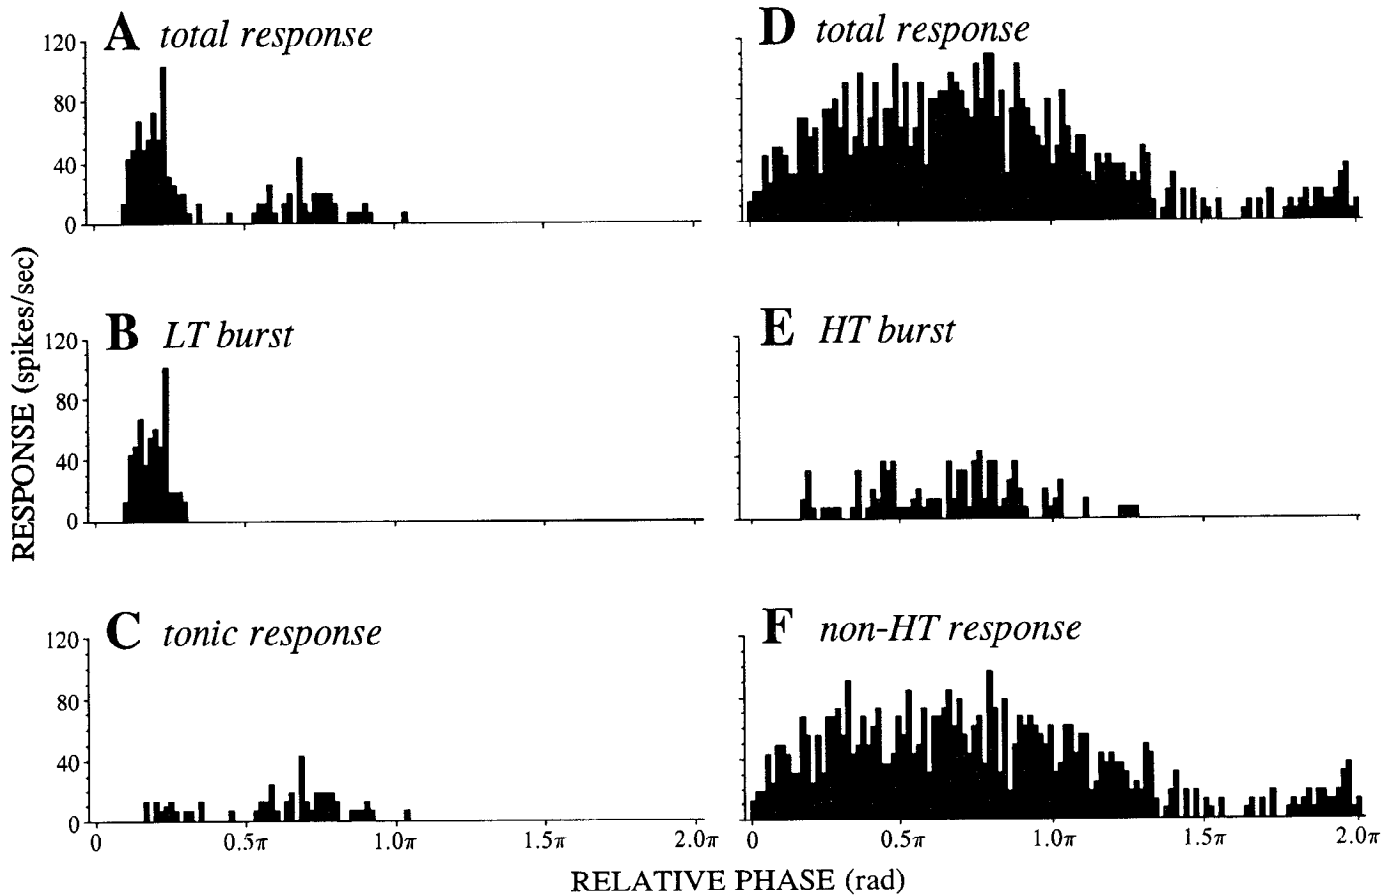 A total response
120
80
40
0
D total response
B LT burst
120
80
40
0
E HT burst
C tonic response
120
80
40
0
0 0.5π 1.0π 1.5π 2.0π
F non-HT response
0 0.5π 1.0π 1.5π 2.0π
RESPONSE (spikes/sec)
RELATIVE PHASE (rad)